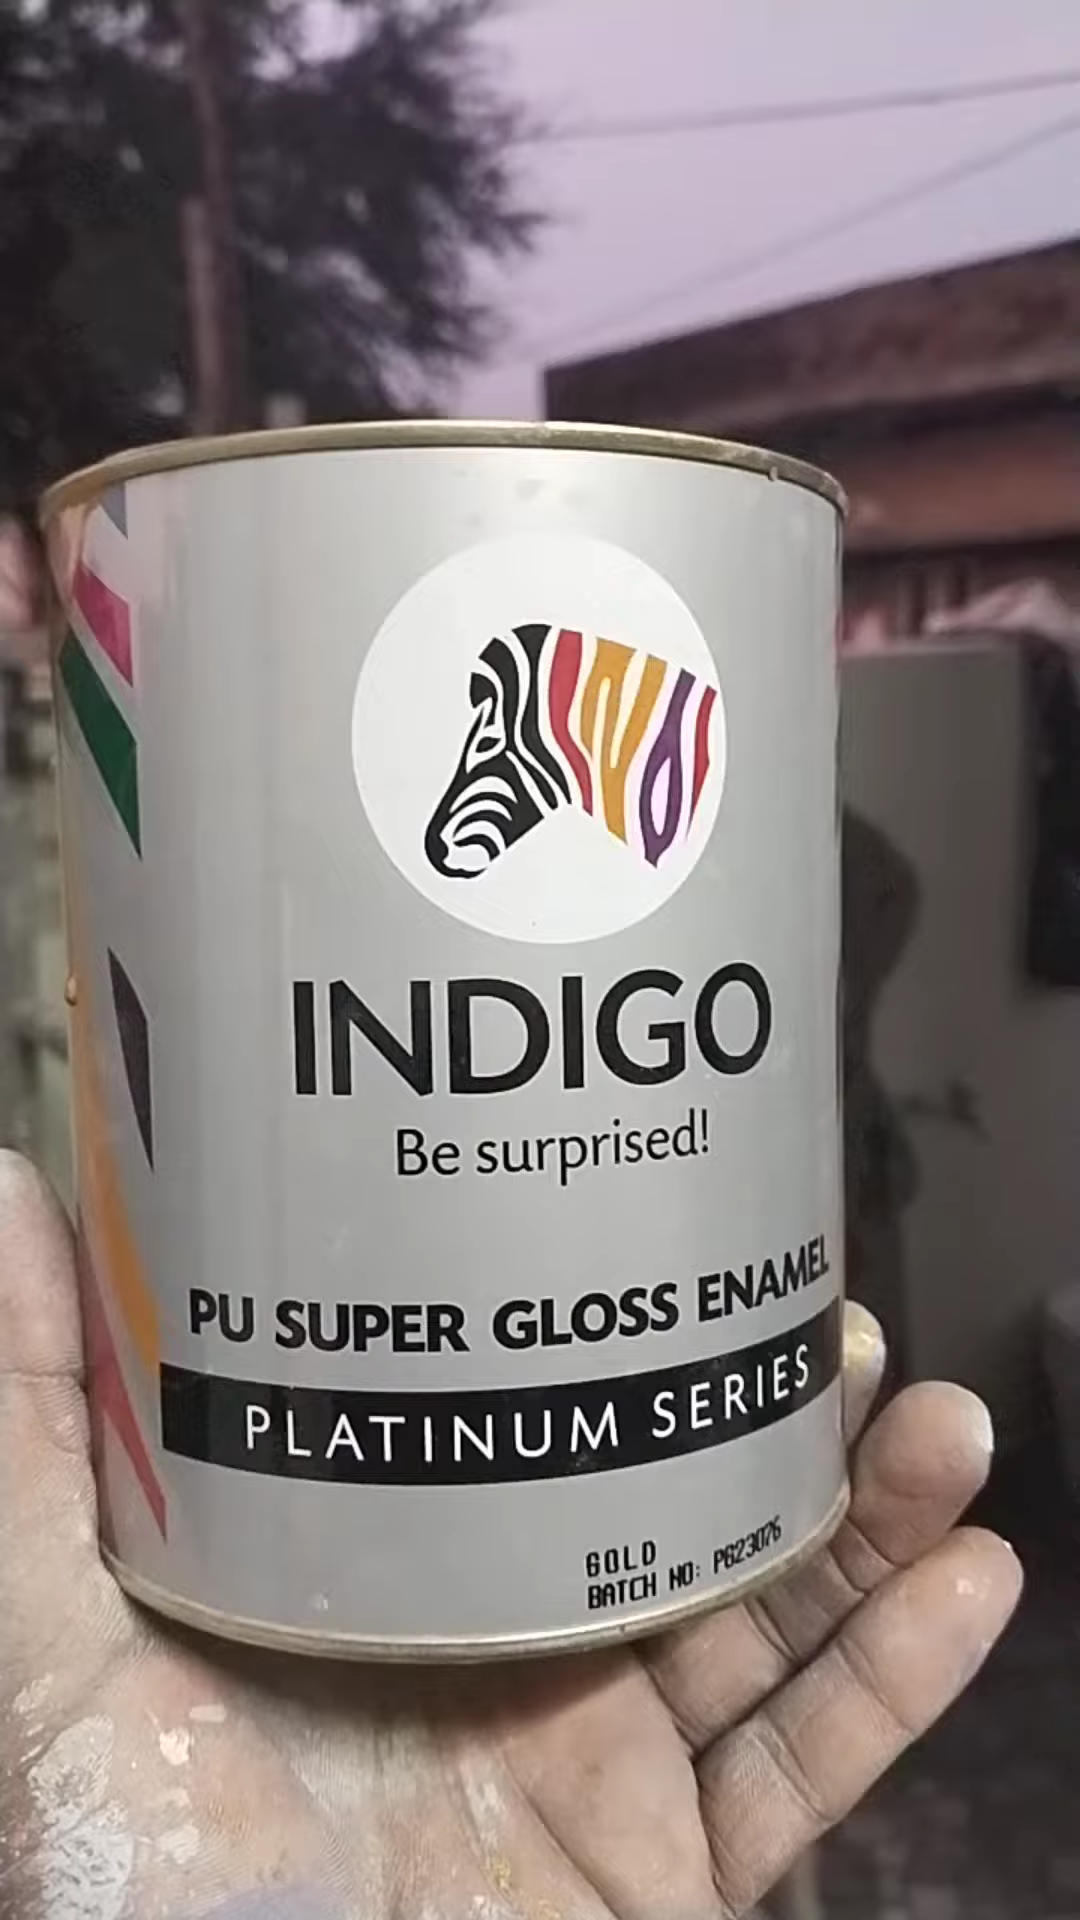 INDIGO
Be surprised!
PU SUPER GLOSS ENAMEL
PLATINUM SERIES
GOLD
BATCH NO: PG23076